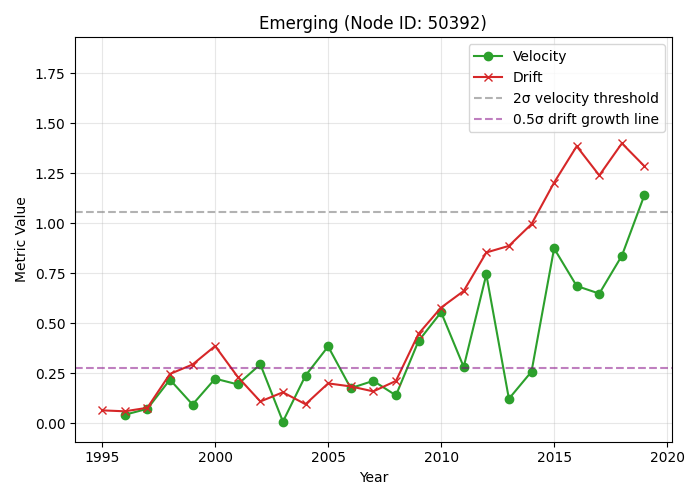 Emerging (Node ID: 50392)
Velocity
Drift
2σ velocity threshold
0.5σ drift growth line
Metric Value
1.75
1.50
1.25
1.00
0.75
0.50
0.25
0.00
1995
2000
2005
2010
2015
2020
Year